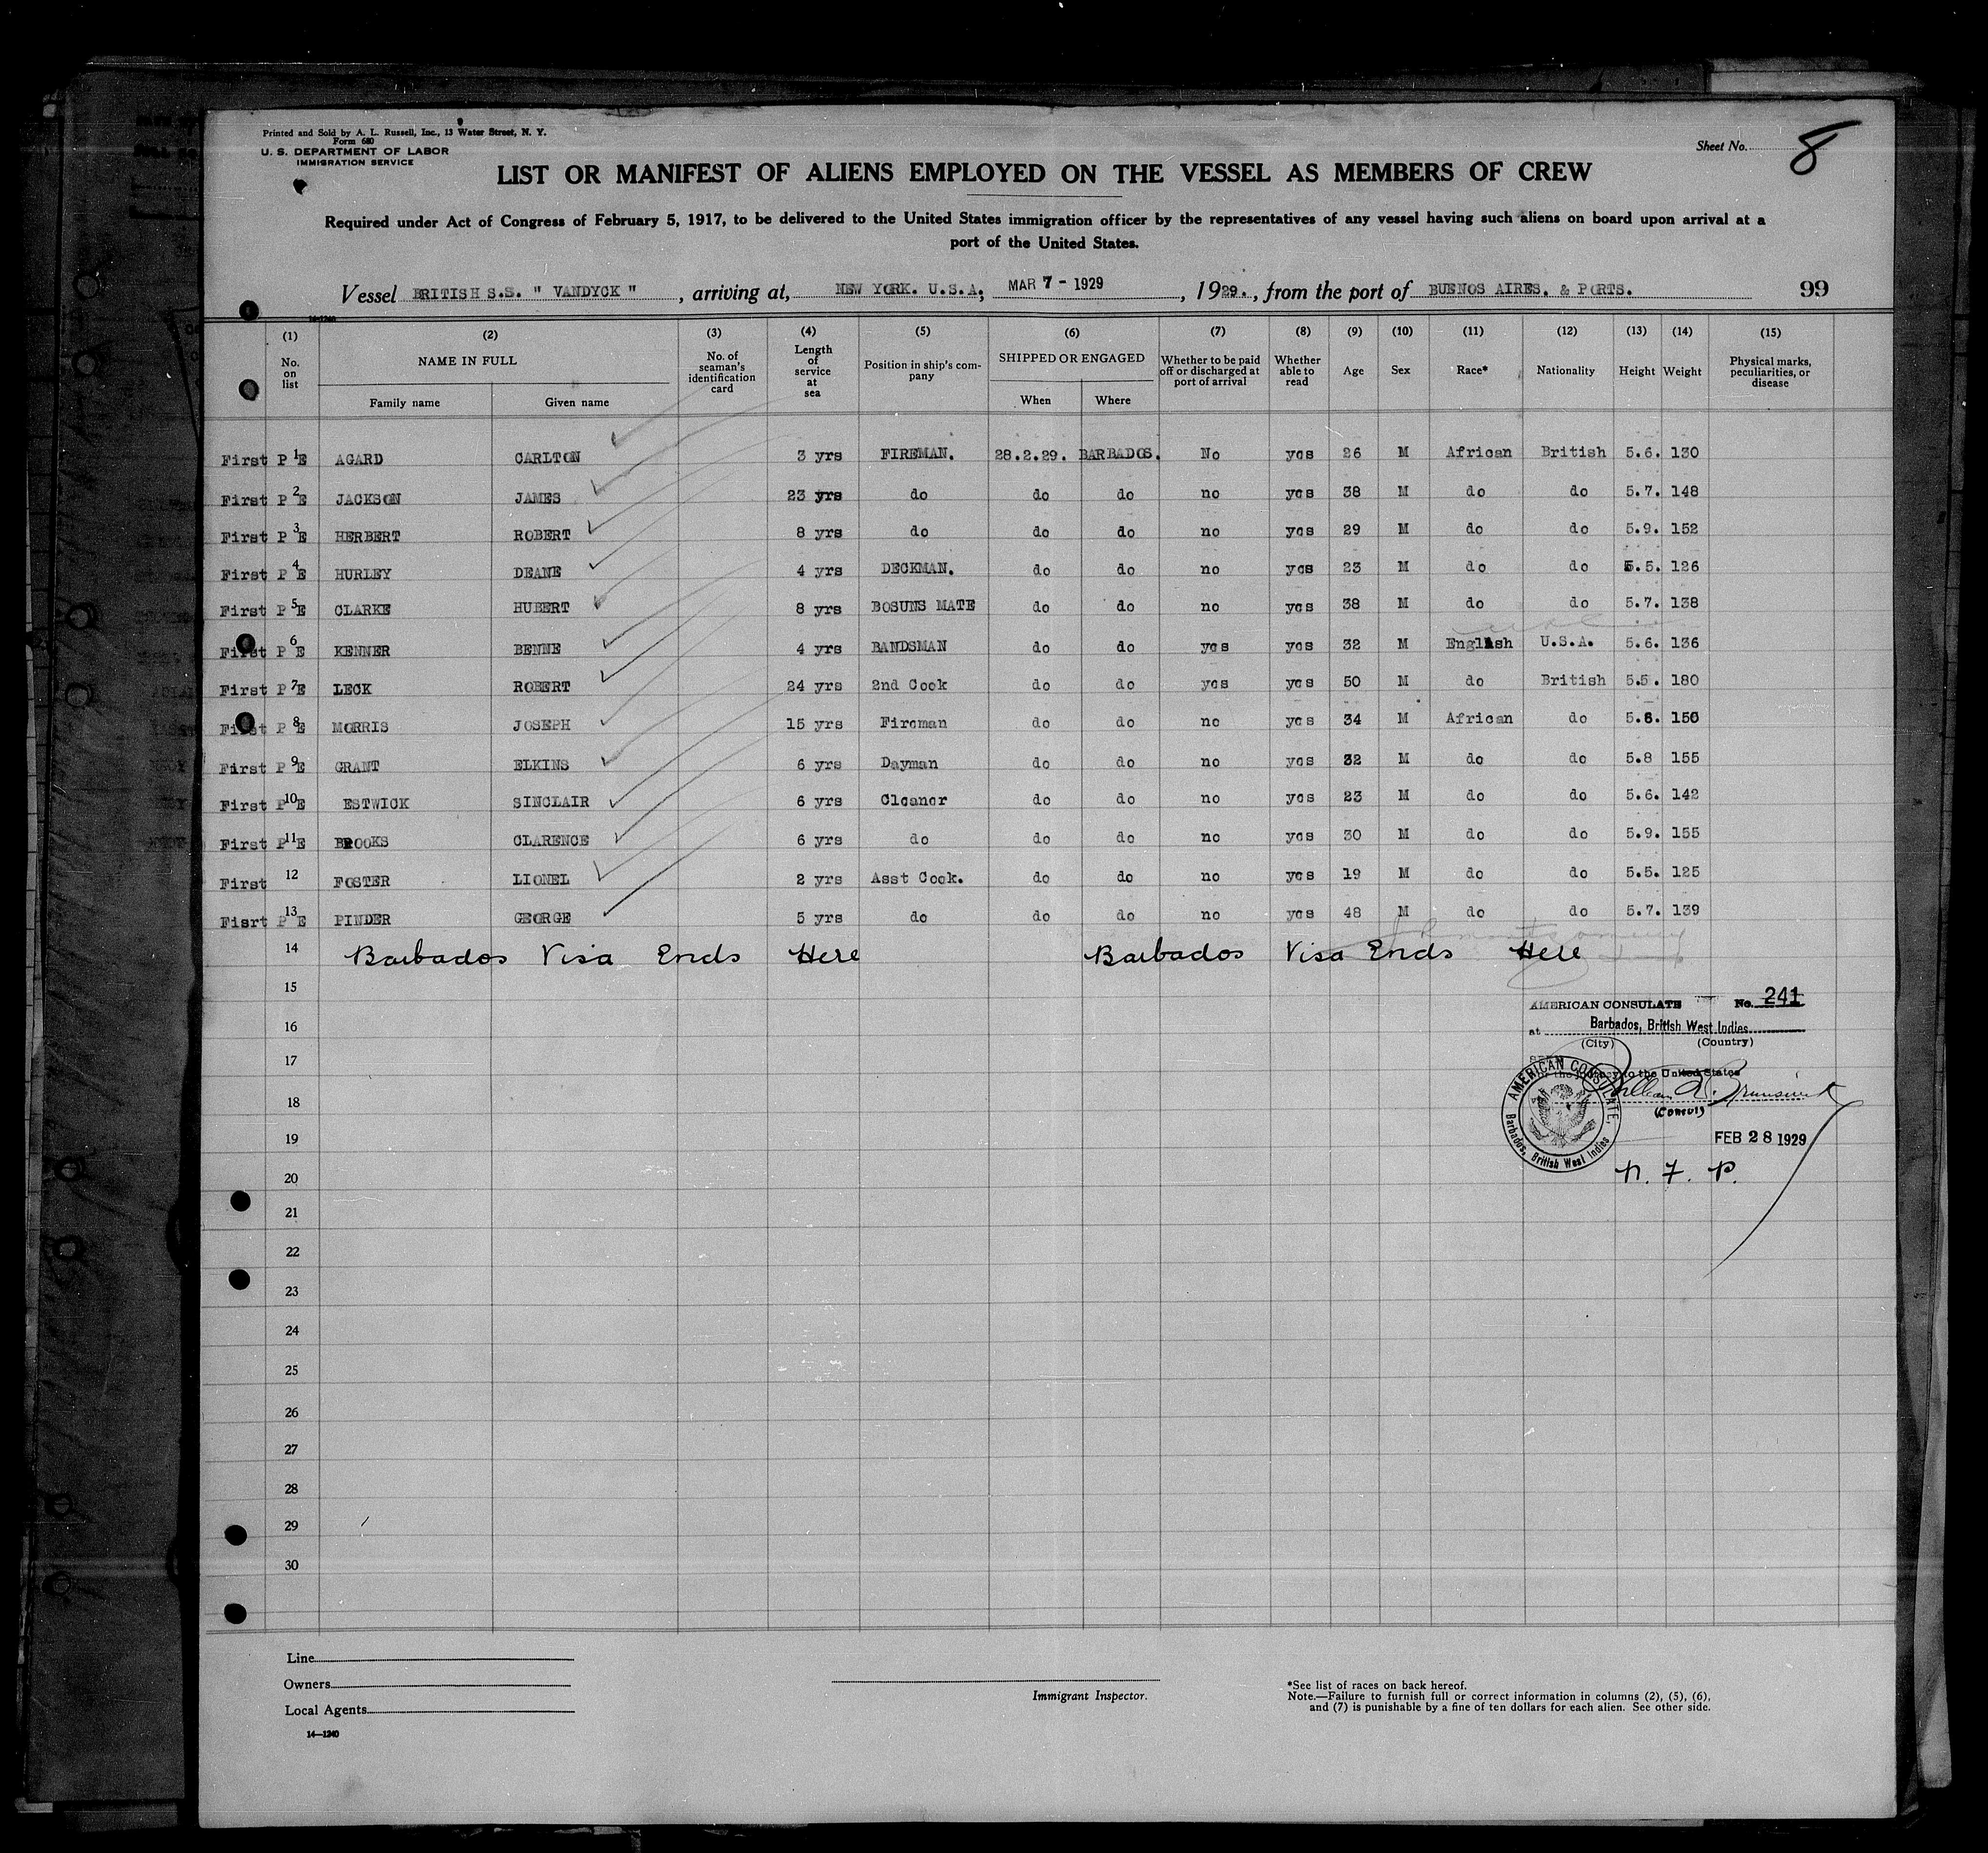 Printed and Sold by A. L. Russell, Inc., 13 Water Street, N. Y.
Form 680
U. S. DEPARTMENT OF LABOR
IMMIGRATION SERVICE
Sheet No. 8
LIST OR MANIFEST OF ALIENS EMPLOYED ON THE VESSEL AS MEMBERS OF CREW
Required under Act of Congress of February 5, 1917, to be delivered to the United States immigration officer by the representatives of any vessel having such aliens on board upon arrival at a
port of the United States.
Vessel BRITISH S.S. " VANDYCK ", arriving at, NEW YORK. U.S.A, MAR 7 - 1929, 1929., from the port of BUENOS AIRES. & PORTS. 99
14-1240
(1) (2) (3) (4) (5) (6) (7) (8) (9) (10) (11) (12) (13) (14) (15)
No. on list NAME IN FULL No. of seaman's identification card Length of service at sea Position in ship's company SHIPPED OR ENGAGED Whether to be paid off or discharged at port of arrival Whether able to read Age Sex Race* Nationality Height Weight Physical marks, peculiarities, or disease
Family name Given name When Where
First P 1 E AGARD CARLTON 3 yrs FIREMAN. 28.2.29. BARBADOS. No yes 26 M African British 5.6. 130
First P 2 E JACKSON JAMES 23 yrs do do do no yes 38 M do do 5.7. 148
First P 3 E HERBERT ROBERT 8 yrs do do do no yes 29 M do do 5.9. 152
First P 4 E HURLEY DEANE 4 yrs DECKMAN. do do no yes 23 M do do 5.5. 126
First P 5 E CLARKE HUBERT 8 yrs BOSUNS MATE do do no yes 38 M do do 5.7. 138
First P 6 E KENNER BENNE 4 yrs BANDSMAN do do yes yes 32 M English U.S.A. 5.6. 136
First P 7 E LECK ROBERT 24 yrs 2nd Cook do do yes yes 50 M do British 5.5. 180
First P 8 E MORRIS JOSEPH 15 yrs Fireman do do no yes 34 M African do 5.8. 150
First P 9 E GRANT ELKINS 6 yrs Dayman do do no yes 32 M do do 5.8 155
First P 10 E ESTWICK SINCLAIR 6 yrs Cleaner do do no yes 23 M do do 5.6. 142
First P 11 E BROOKS CLARENCE 6 yrs do do do no yes 30 M do do 5.9. 155
First 12 FOSTER LIONEL 2 yrs Asst Cook. do do no yes 19 M do do 5.5. 125
Fisrt P 13 E PINDER GEORGE 5 yrs do do do no yes 48 M do do 5.7. 139
14 Barbados Visa Ends Here Barbados Visa Ends Here
15
AMERICAN CONSULATE No. 241
16
at Barbados, British West Indies
(City) (Country)
17
to the United States
AMERICAN CONSULATE, Barbados, British West Indies
18
(Consul)
19
FEB 28 1929
20
N. F. P.
21
22
23
24
25
26
27
28
29
30
Line
Owners
Local Agents
14—1240
Immigrant Inspector.
*See list of races on back hereof.
Note.—Failure to furnish full or correct information in columns (2), (5), (6),
and (7) is punishable by a fine of ten dollars for each alien. See other side.